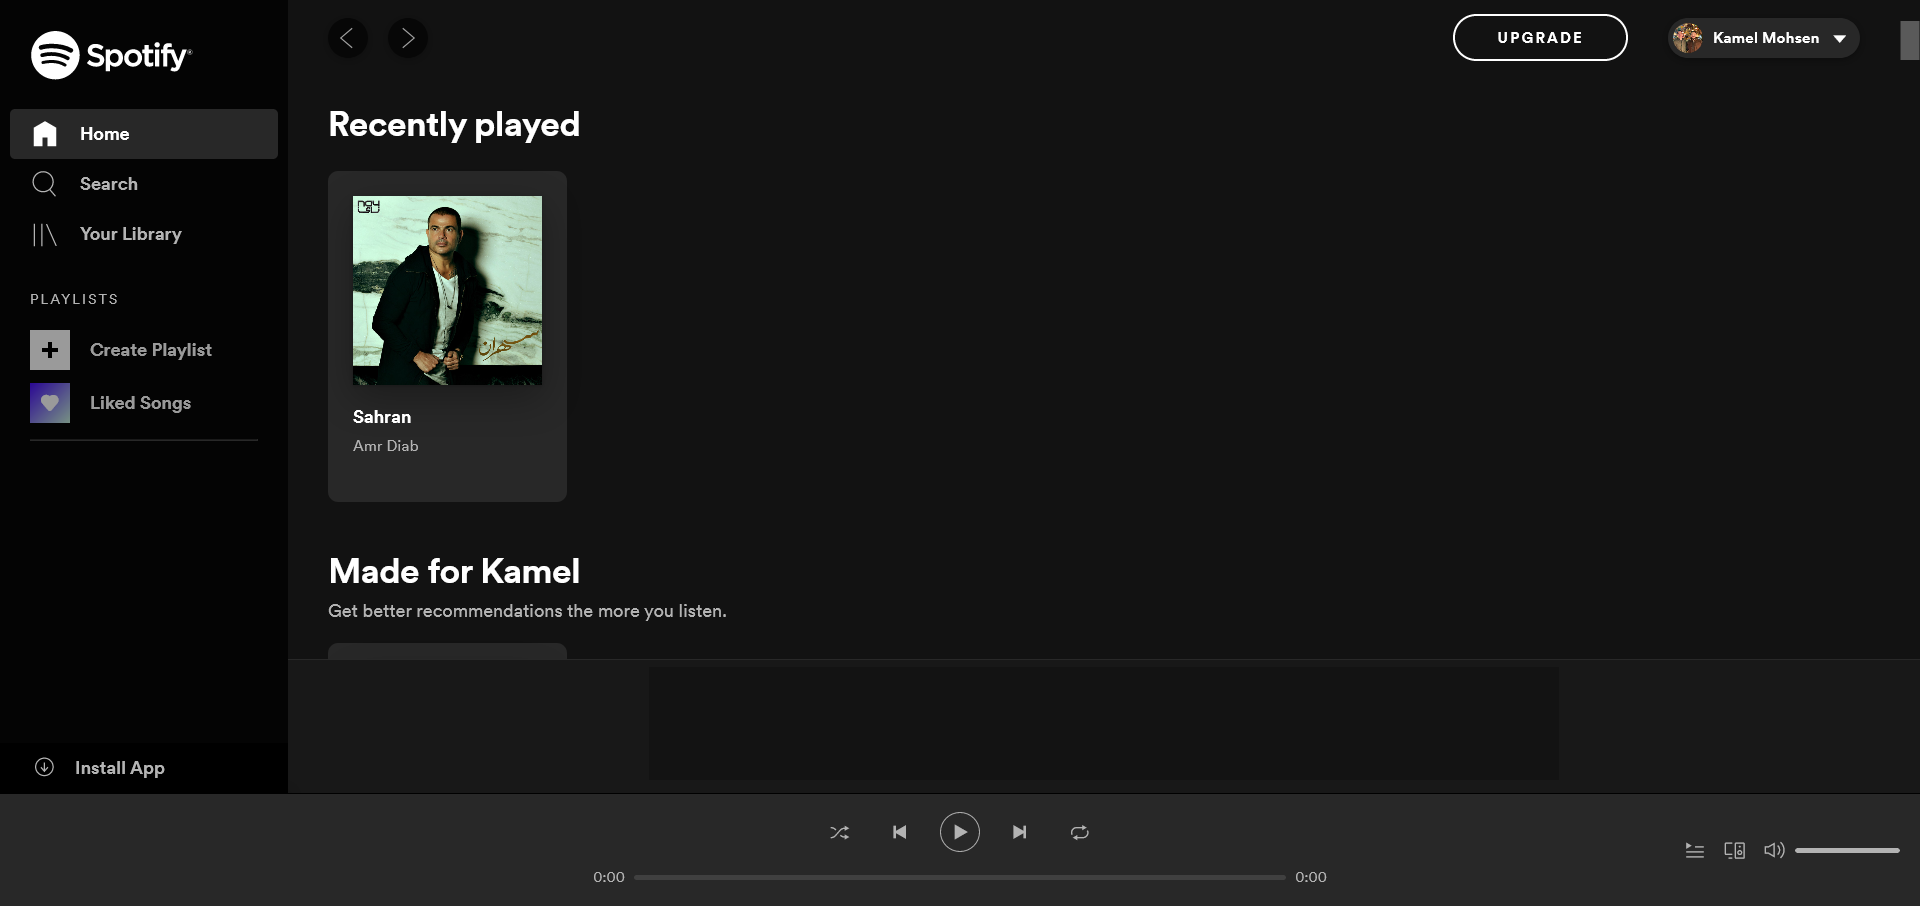 Spotify
Home
Search
Your Library
PLAYLISTS
Create Playlist
Liked Songs
Install App
UPGRADE
Kamel Mohsen
Recently played
سهران
Sahran
Amr Diab
Made for Kamel
Get better recommendations the more you listen.
0:00
0:00